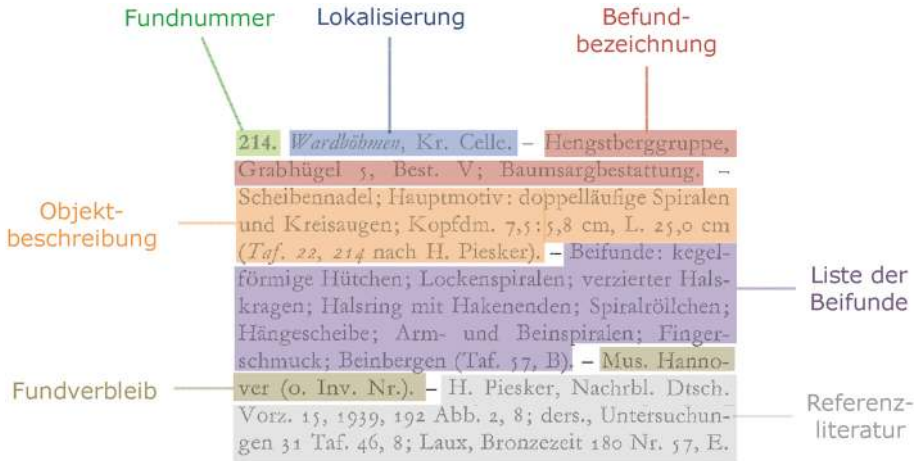 Fundnummer
Lokalisierung
Befund-
bezeichnung
214. Wardböhmen, Kr. Celle. – Hengstberggruppe,
Grabhügel 5, Best. V; Baumsargbestattung. –
Scheibennadel; Hauptmotiv: doppelläufige Spiralen
und Kreisaugen; Kopfdm. 7,5:5,8 cm, L. 25,0 cm
(Taf. 22, 214 nach H. Piesker). – Beifunde: kegel-
förmige Hütchen; Lockenspiralen; verzierter Hals-
kragen; Halsring mit Hakenenden; Spiralröllchen;
Hängescheibe; Arm- und Beinspiralen; Finger-
schmuck; Beinbergen (Taf. 57, B). – Mus. Hanno-
ver (o. Inv. Nr.). – H. Piesker, Nachrbl. Dtsch.
Vorz. 15, 1939, 192 Abb. 2, 8; ders., Untersuchun-
gen 31 Taf. 46, 8; Laux, Bronzezeit 180 Nr. 57, E.
Objekt-
beschreibung
Liste der
Beifunde
Fundverbleib
Referenz-
literatur